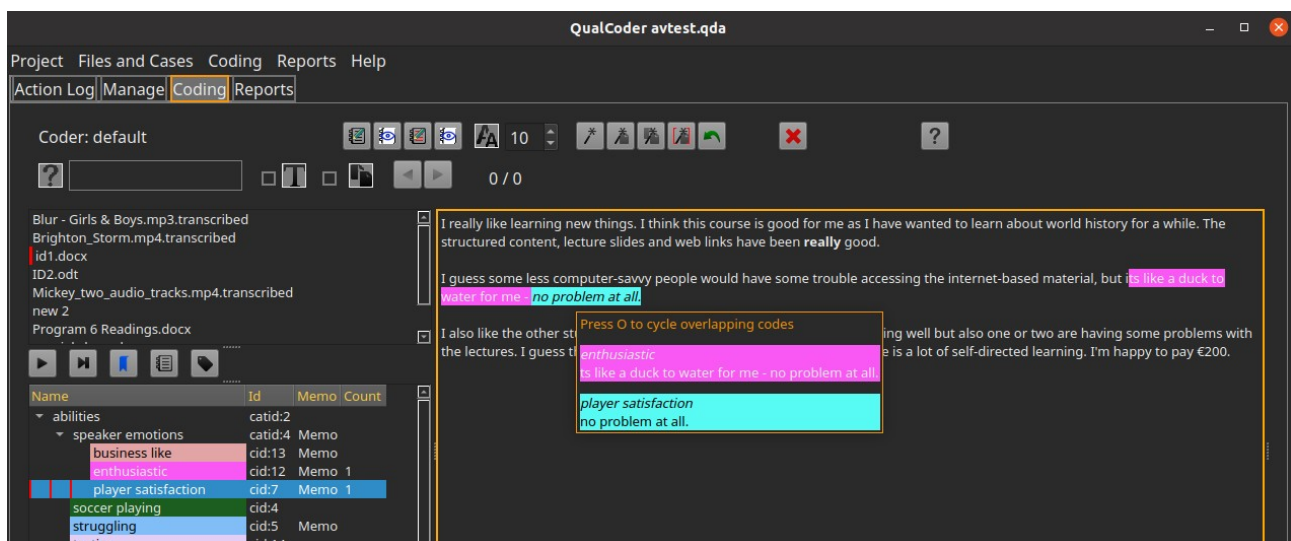 QualCoder avtest.qda
Project Files and Cases Coding Reports Help
Action Log Manage Coding Reports
Coder: default
10
?
?
0 / 0
Blur - Girls & Boys.mp3.transcribed
Brighton_Storm.mp4.transcribed
id1.docx
ID2.odt
Mickey_two_audio_tracks.mp4.transcribed
new 2
Program 6 Readings.docx
Name Id Memo Count
abilities catid:2
speaker emotions catid:4 Memo
business like cid:13 Memo
enthusiastic cid:12 Memo 1
player satisfaction cid:7 Memo 1
soccer playing cid:4
struggling cid:5 Memo
I really like learning new things. I think this course is good for me as I have wanted to learn about world history for a while. The
structured content, lecture slides and web links have been really good.
I guess some less computer-savvy people would have some trouble accessing the internet-based material, but its like a duck to
water for me - no problem at all.
I also like the other st ing well but also one or two are having some problems with
the lectures. I guess t e is a lot of self-directed learning. I'm happy to pay €200.
Press O to cycle overlapping codes
enthusiastic
ts like a duck to water for me - no problem at all.
player satisfaction
no problem at all.